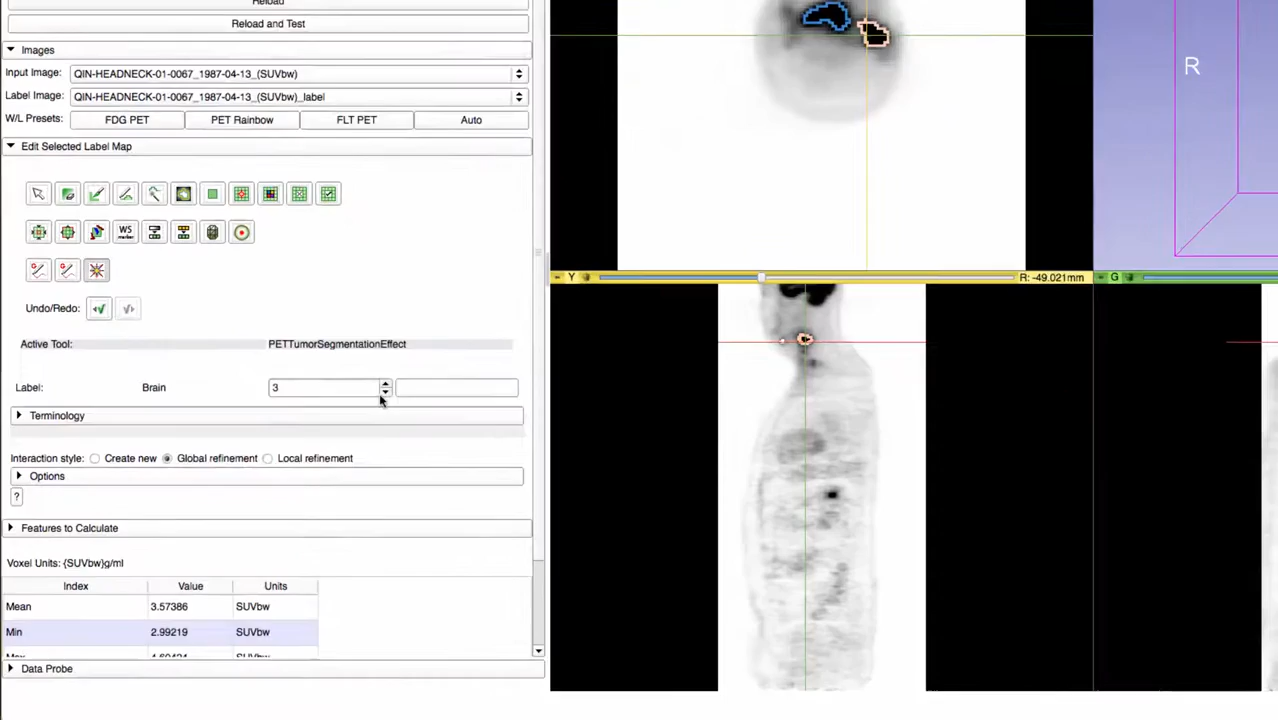 Reload
Reload and Test
Images
Input Image: QIN-HEADNECK-01-0067_1987-04-13_(SUVbw)
Label Image: QIN-HEADNECK-01-0067_1987-04-13_(SUVbw)_label
W/L Presets: FDG PET PET Rainbow FLT PET Auto
Edit Selected Label Map
WS
marker
Undo/Redo:
Active Tool: PETTumorSegmentationEffect
Label: Brain 3
Terminology
Interaction style: Create new Global refinement Local refinement
Options
?
Features to Calculate
Voxel Units: {SUVbw}g/ml
Index Value Units
Mean 3.57386 SUVbw
Min 2.99219 SUVbw
Data Probe
R
Y R: -49.021mm
G